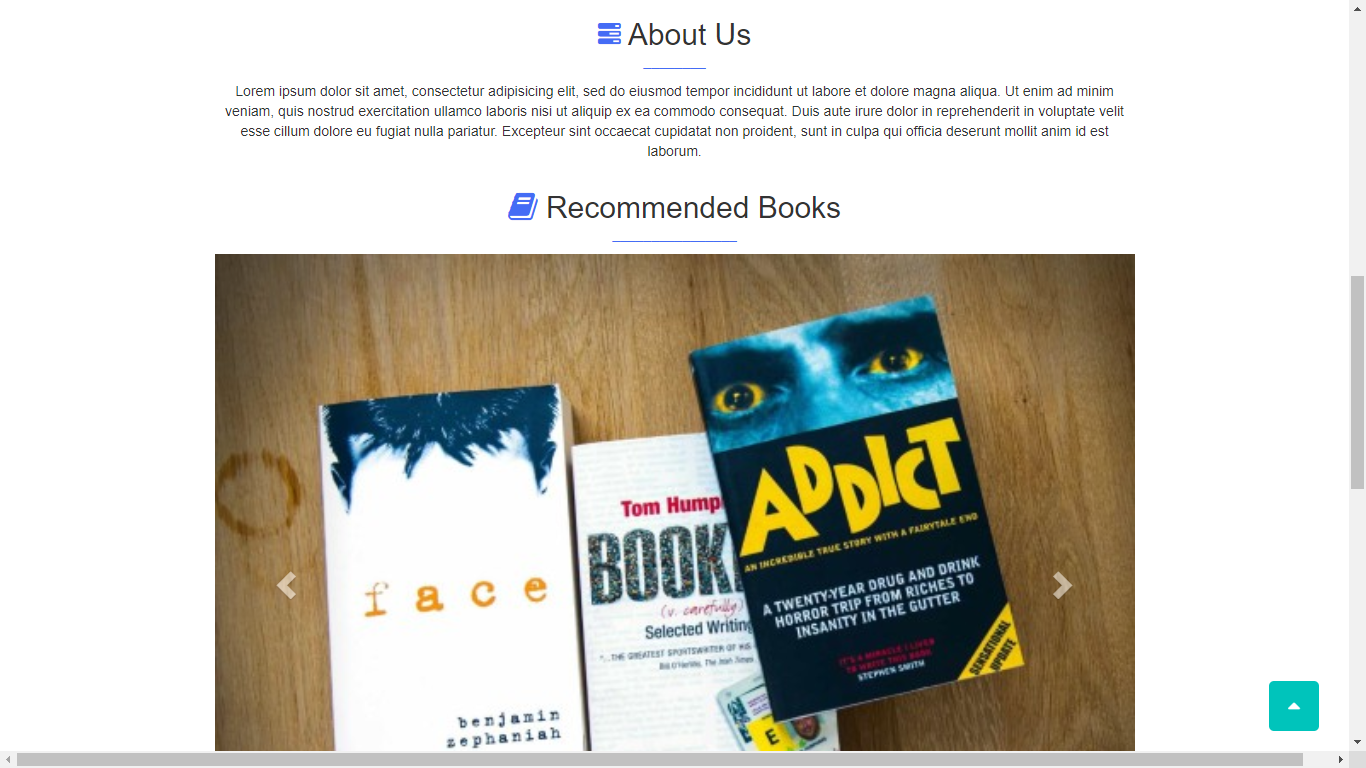 About Us
Lorem ipsum dolor sit amet, consectetur adipisicing elit, sed do eiusmod tempor incididunt ut labore et dolore magna aliqua. Ut enim ad minim
veniam, quis nostrud exercitation ullamco laboris nisi ut aliquip ex ea commodo consequat. Duis aute irure dolor in reprehenderit in voluptate velit
esse cillum dolore eu fugiat nulla pariatur. Excepteur sint occaecat cupidatat non proident, sunt in culpa qui officia deserunt mollit anim id est
laborum.
Recommended Books
face
benjamin
zephaniah
Tom
(v. carefully)
Selected
"...THE GREATEST SPORTSWRITER OF HIS
The Irish Times
E
ADDICT
AN INCREDIBLE TRUE STORY WITH A FAIRYTALE END
A TWENTY-YEAR DRUG AND DRINK
HORROR TRIP FROM RICHES TO
INSANITY IN THE GUTTER
IT'S A MIRACLE I LIVED
TO WRITE THIS BOOK
STEPHEN SMITH
SENSATIONAL
UPDATE